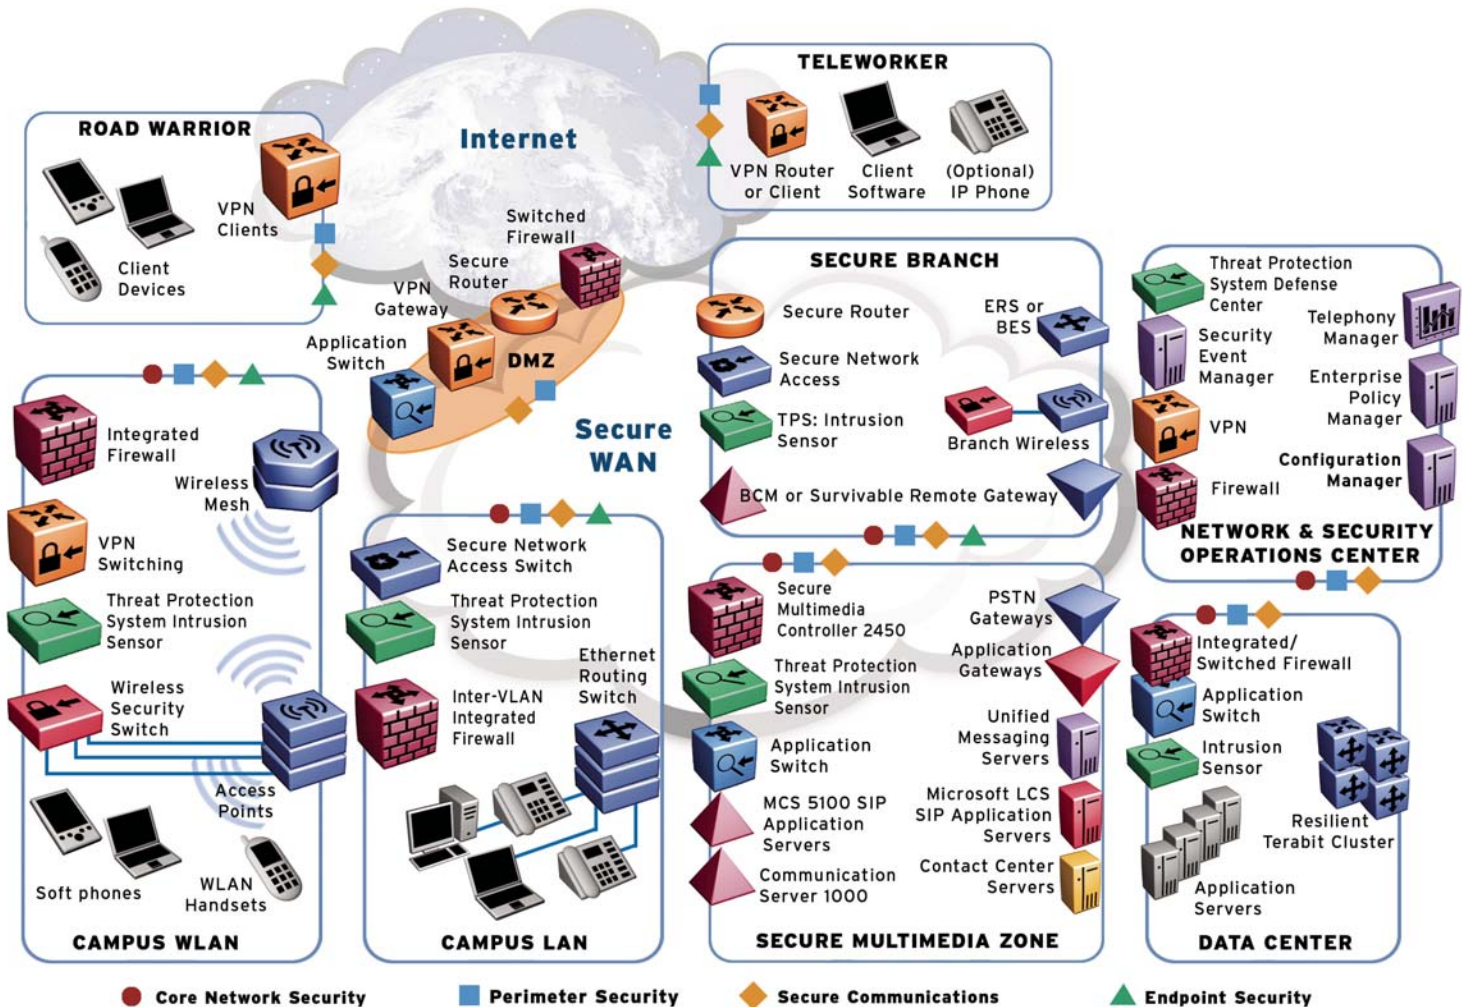 TELEWORKER
VPN Router
or Client
Client
Software
(Optional)
IP Phone
ROAD WARRIOR
VPN
Clients
Client
Devices
Internet
Switched
Firewall
Secure
Router
VPN
Gateway
Application
Switch
DMZ
Secure
WAN
SECURE BRANCH
Secure Router
ERS or
BES
Secure Network
Access
TPS: Intrusion
Sensor
Branch Wireless
BCM or Survivable Remote Gateway
Threat Protection
System Defense
Center
Telephony
Manager
Security
Event
Manager
Enterprise
Policy
Manager
VPN
Configuration
Manager
Firewall
NETWORK & SECURITY
OPERATIONS CENTER
Integrated
Firewall
Wireless
Mesh
VPN
Switching
Threat Protection
System Intrusion
Sensor
Wireless
Security
Switch
Access
Points
Soft phones
WLAN
Handsets
CAMPUS WLAN
Secure Network
Access Switch
Threat Protection
System Intrusion
Sensor
Ethernet
Routing
Switch
Inter-VLAN
Integrated
Firewall
CAMPUS LAN
Secure
Multimedia
Controller 2450
PSTN
Gateways
Application
Gateways
Threat Protection
System Intrusion
Sensor
Unified
Messaging
Servers
Application
Switch
MCS 5100 SIP
Application
Servers
Microsoft LCS
SIP Application
Servers
Communication
Server 1000
Contact Center
Servers
SECURE MULTIMEDIA ZONE
Integrated/
Switched Firewall
Application
Switch
Intrusion
Sensor
Resilient
Terabit Cluster
Application
Servers
DATA CENTER
Core Network Security
Perimeter Security
Secure Communications
Endpoint Security